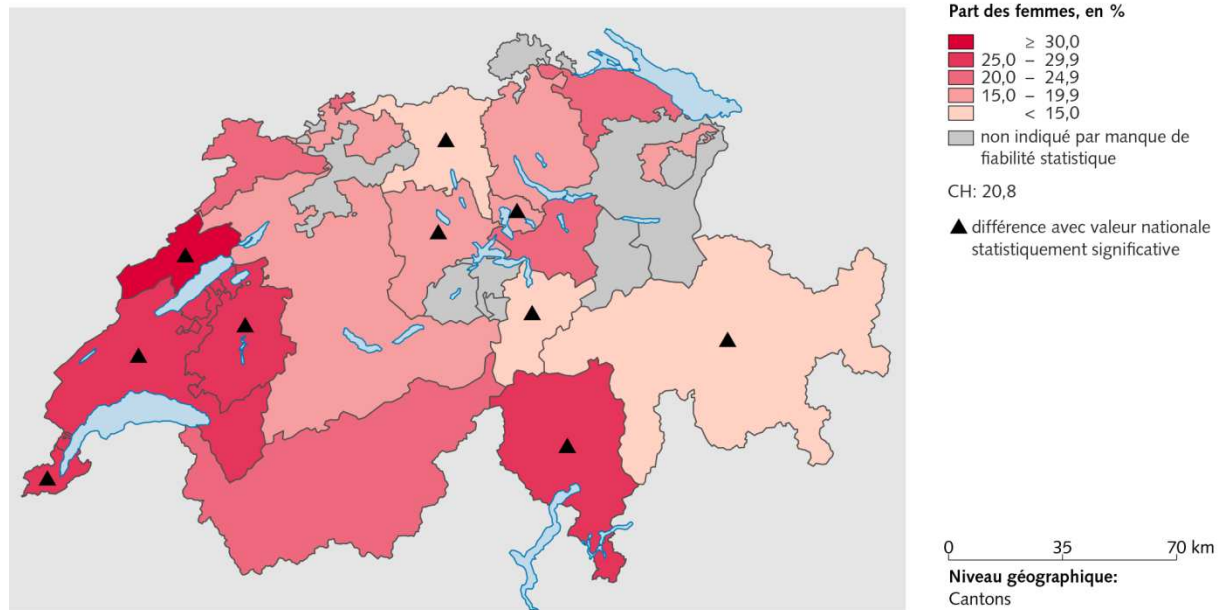 Part des femmes, en %
≥ 30,0
25,0 – 29,9
20,0 – 24,9
15,0 – 19,9
< 15,0
non indiqué par manque de
fiabilité statistique
CH: 20,8
différence avec valeur nationale
statistiquement significative
0 35 70 km
Niveau géographique:
Cantons